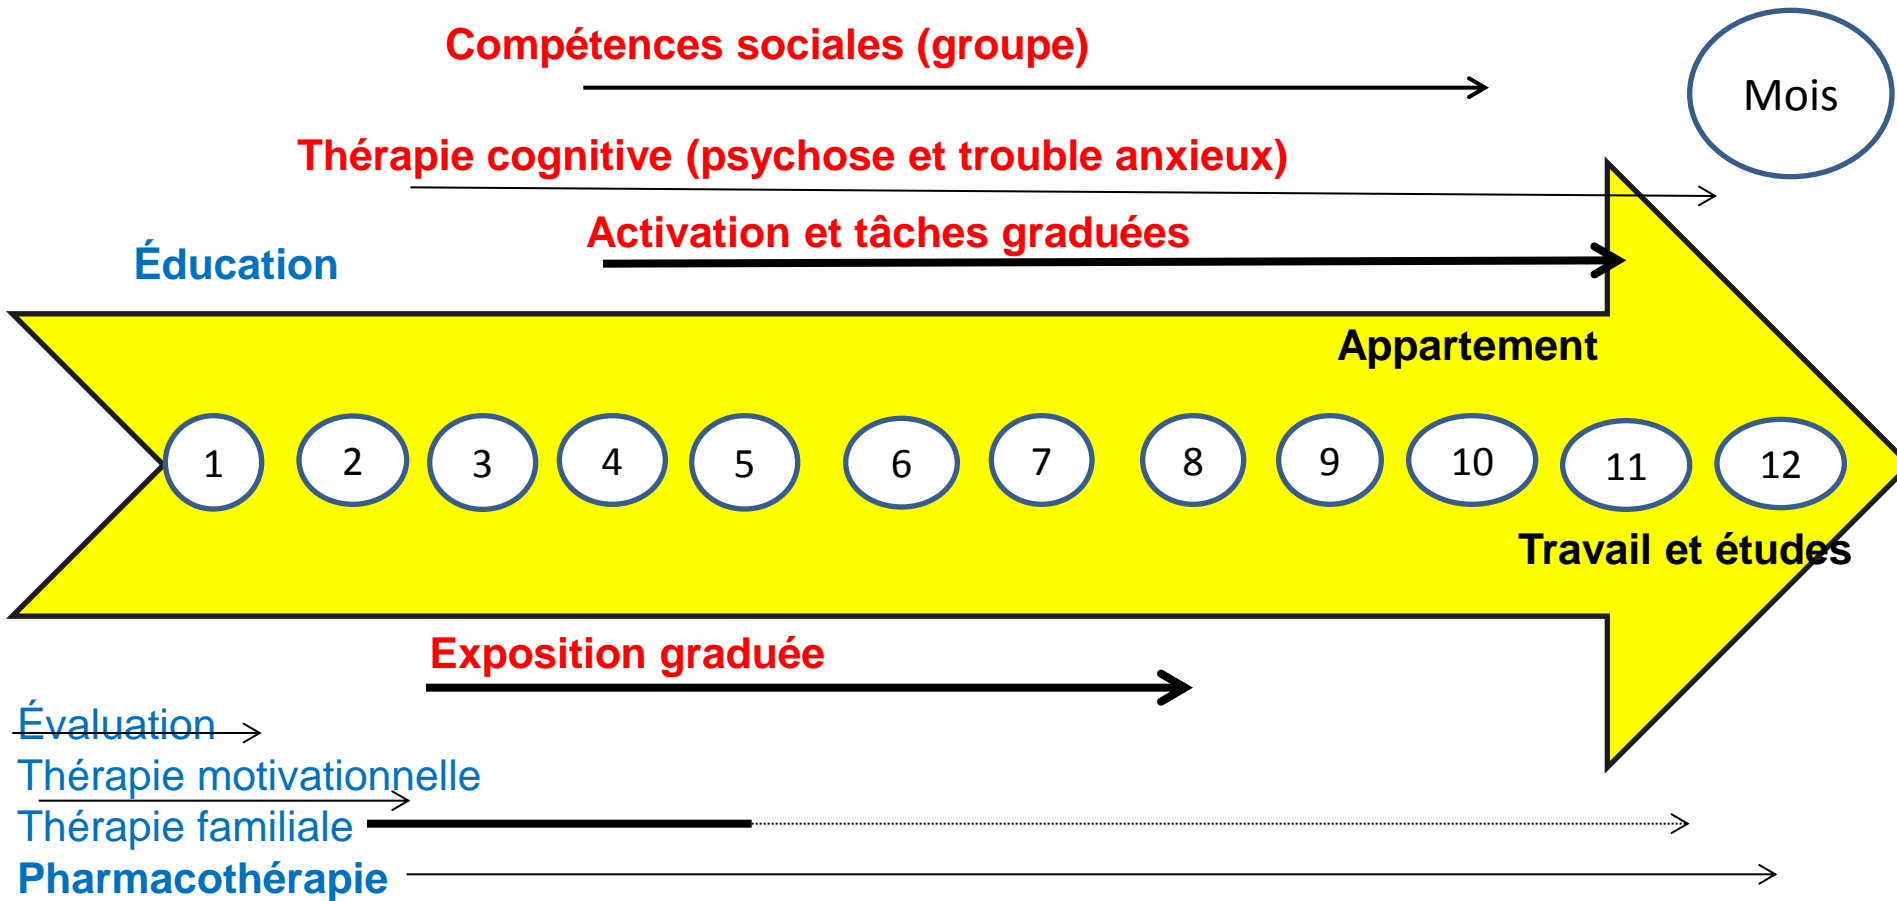 Compétences sociales (groupe)
Mois
Thérapie cognitive (psychose et trouble anxieux)
Activation et tâches graduées
Éducation
Appartement
1 2 3 4 5 6 7 8 9 10 11 12
Travail et études
Exposition graduée
Évaluation
Thérapie motivationnelle
Thérapie familiale
Pharmacothérapie